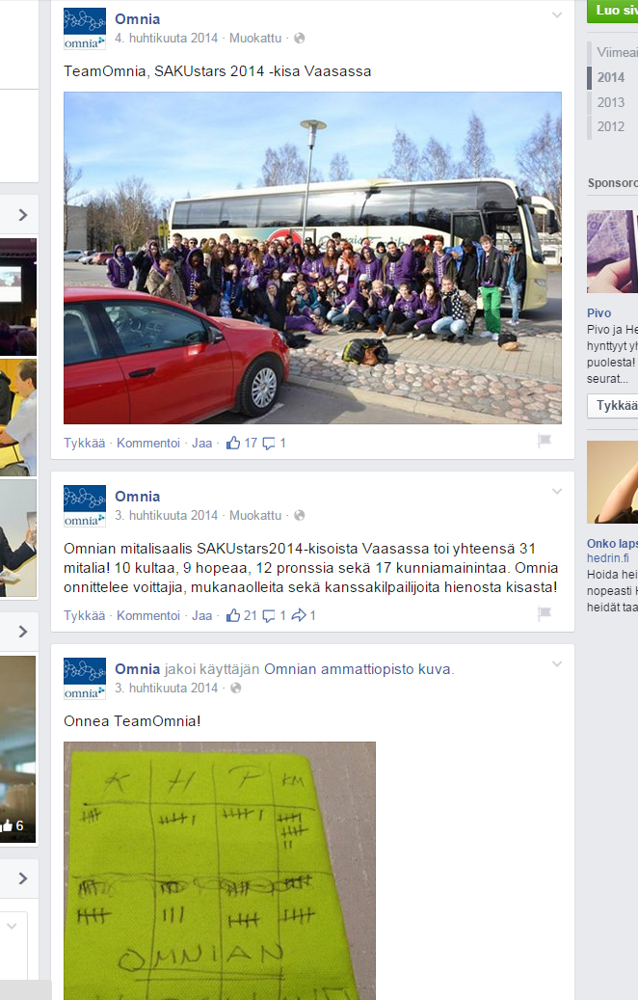 Omnia
4. huhtikuuta 2014 · Muokattu ·
omnia
TeamOmnia, SAKUstars 2014 -kisa Vaasassa
Tykkää · Kommentoi · Jaa · 17 1
Omnia
3. huhtikuuta 2014 · Muokattu ·
omnia
Omnian mitalisaalis SAKUstars2014-kisoista Vaasassa toi yhteensä 31
mitalia! 10 kultaa, 9 hopeaa, 12 pronssia sekä 17 kunniamainintaa. Omnia
onnittelee voittajia, mukanaolleita sekä kanssakilpailijoita hienosta kisasta!
Tykkää · Kommentoi · Jaa · 21 1 1
Omnia jakoi käyttäjän Omnian ammattiopisto kuva.
3. huhtikuuta 2014 ·
omnia
Onnea TeamOmnia!
K H P KM
OMNIAN
6
Luo siv
Viimeai
2014
2013
2012
Sponsoro
Pivo
Pivo ja He
hynttyyt yh
puolesta!
seurat...
Tykkää
Onko laps
hedrin.fi
Hoida hei
nopeasti H
heidät taa